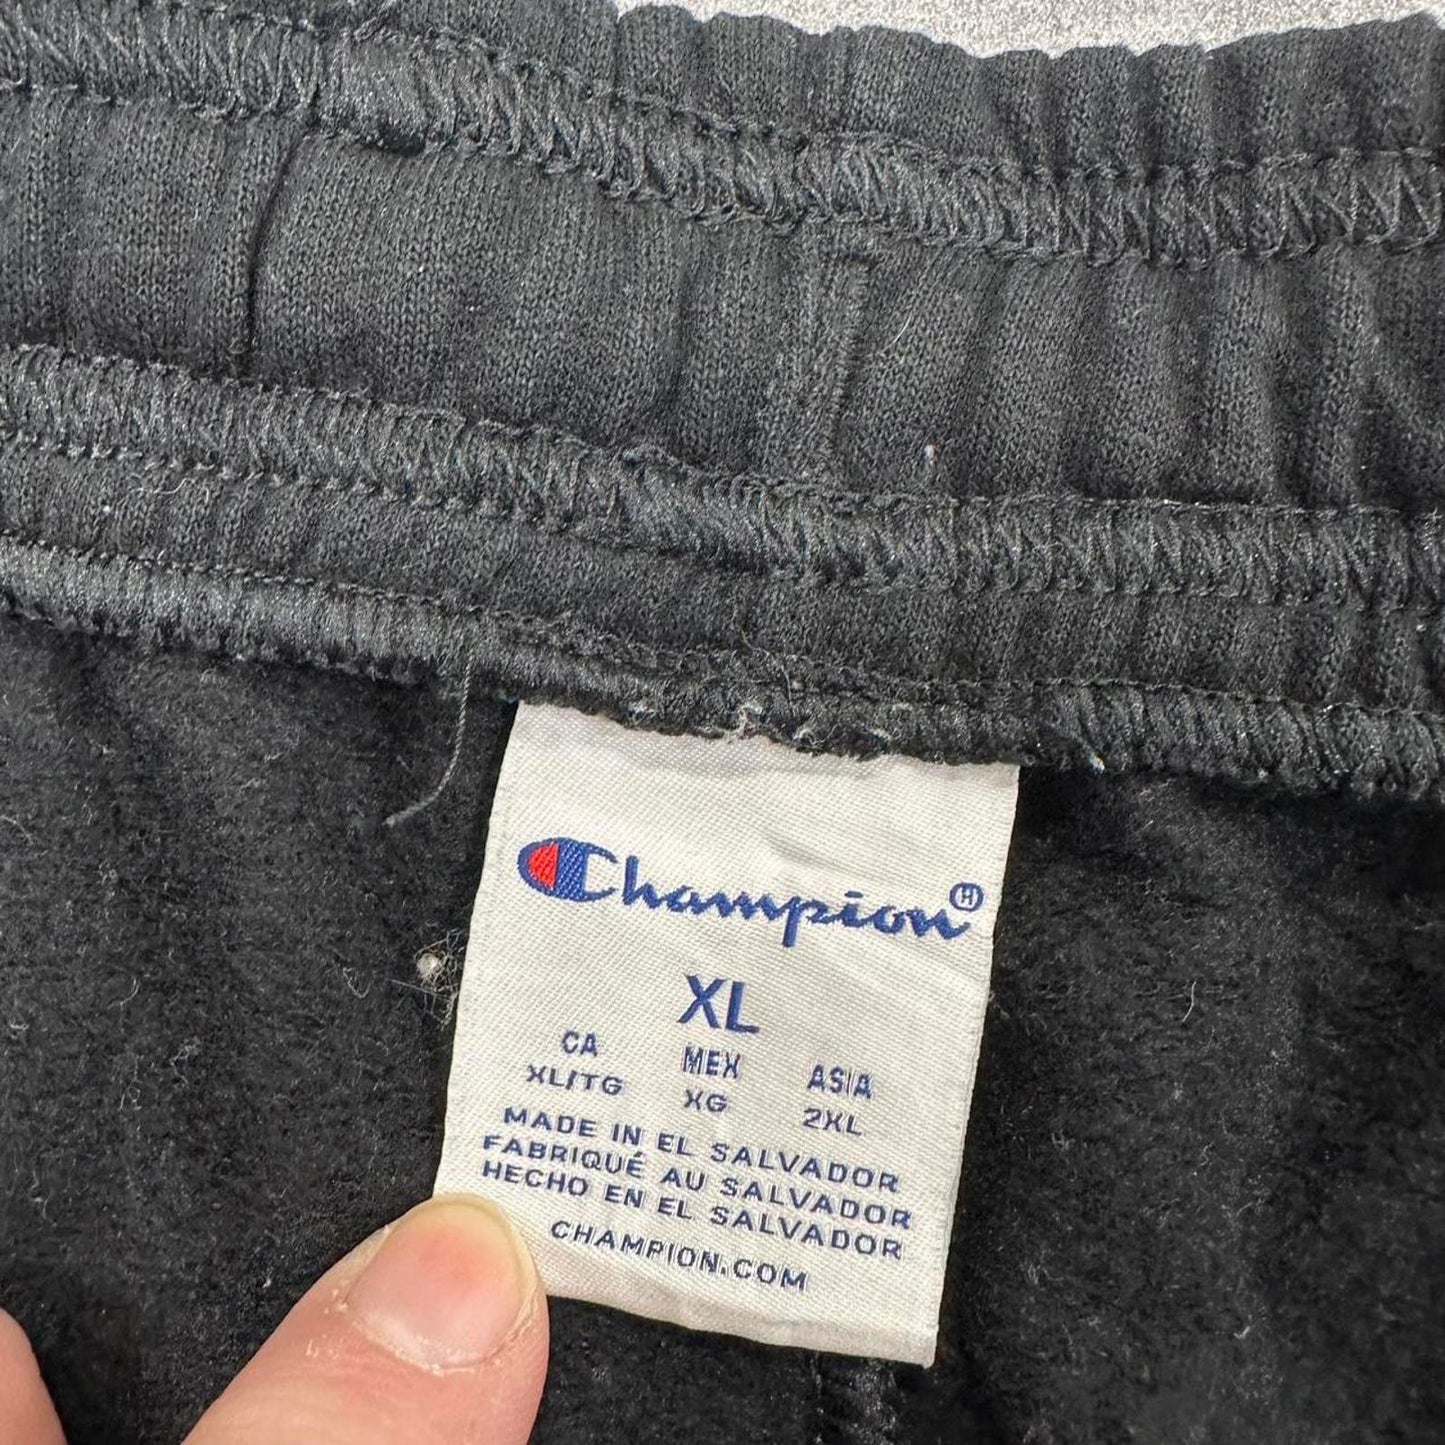 Champion
XL
CA MEX ASIA
XL/TG XG 2XL
MADE IN EL SALVADOR
FABRIQUÉ AU SALVADOR
HECHO EN EL SALVADOR
CHAMPION.COM